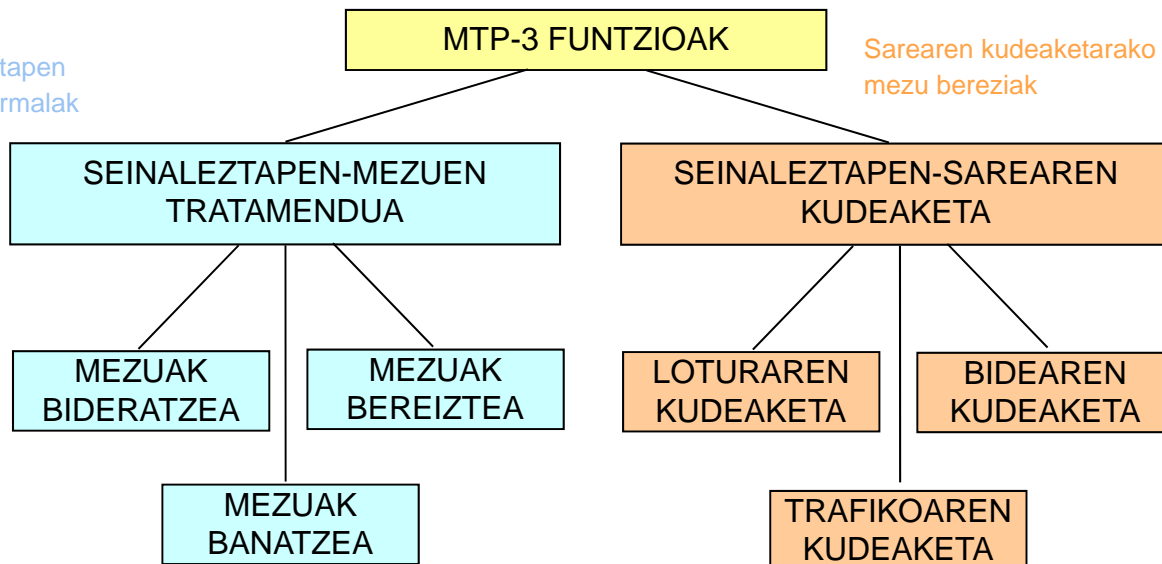 MTP-3 FUNTZIOAK
tapen
rmalak
Sarearen kudeaketarako
mezu bereziak
SEINALEZTAPEN-MEZUEN
TRATAMENDUA
SEINALEZTAPEN-SAREAREN
KUDEAKETA
MEZUAK
BIDERATZEA
MEZUAK
BEREIZTEA
LOTURAREN
KUDEAKETA
BIDEAREN
KUDEAKETA
MEZUAK
BANATZEA
TRAFIKOAREN
KUDEAKETA